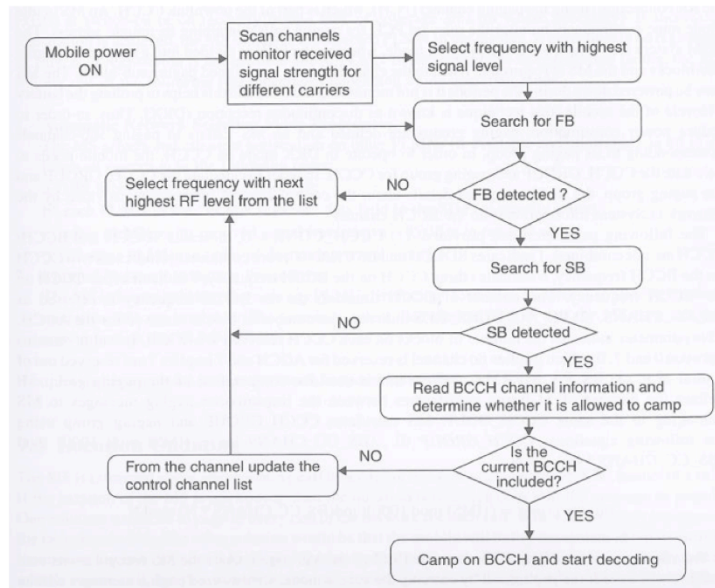 Mobile power
ON
Scan channels
monitor received
signal strength for
different carriers
Select frequency with highest
signal level
Search for FB
Select frequency with next
highest RF level from the list
NO
FB detected ?
YES
Search for SB
NO
SB detected
YES
Read BCCH channel information and
determine whether it is allowed to camp
From the channel update the
control channel list
NO
Is the
current BCCH
included?
YES
Camp on BCCH and start decoding